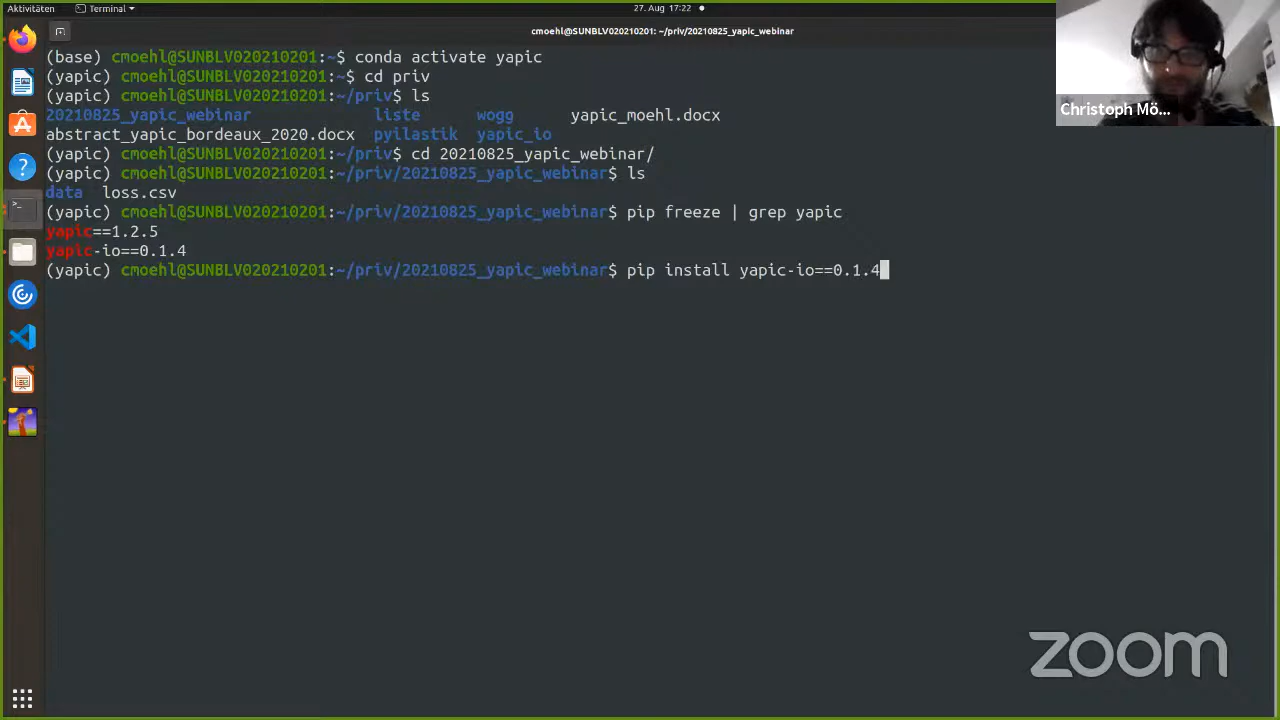 Aktivitäten
Terminal
27. Aug 17:22
cmoehl@SUNBLV020210201: ~/priv/20210825_yapic_webinar
(base) cmoehl@SUNBLV020210201:~$ conda activate yapic
(yapic) cmoehl@SUNBLV020210201:~$ cd priv
(yapic) cmoehl@SUNBLV020210201:~/priv$ ls
20210825_yapic_webinar liste wogg yapic_moehl.docx
abstract_yapic_bordeaux_2020.docx pyilastik yapic_io
(yapic) cmoehl@SUNBLV020210201:~/priv$ cd 20210825_yapic_webinar/
(yapic) cmoehl@SUNBLV020210201:~/priv/20210825_yapic_webinar$ ls
data loss.csv
(yapic) cmoehl@SUNBLV020210201:~/priv/20210825_yapic_webinar$ pip freeze | grep yapic
yapic==1.2.5
yapic-io==0.1.4
(yapic) cmoehl@SUNBLV020210201:~/priv/20210825_yapic_webinar$ pip install yapic-io==0.1.4
Christoph Mö...
zoom